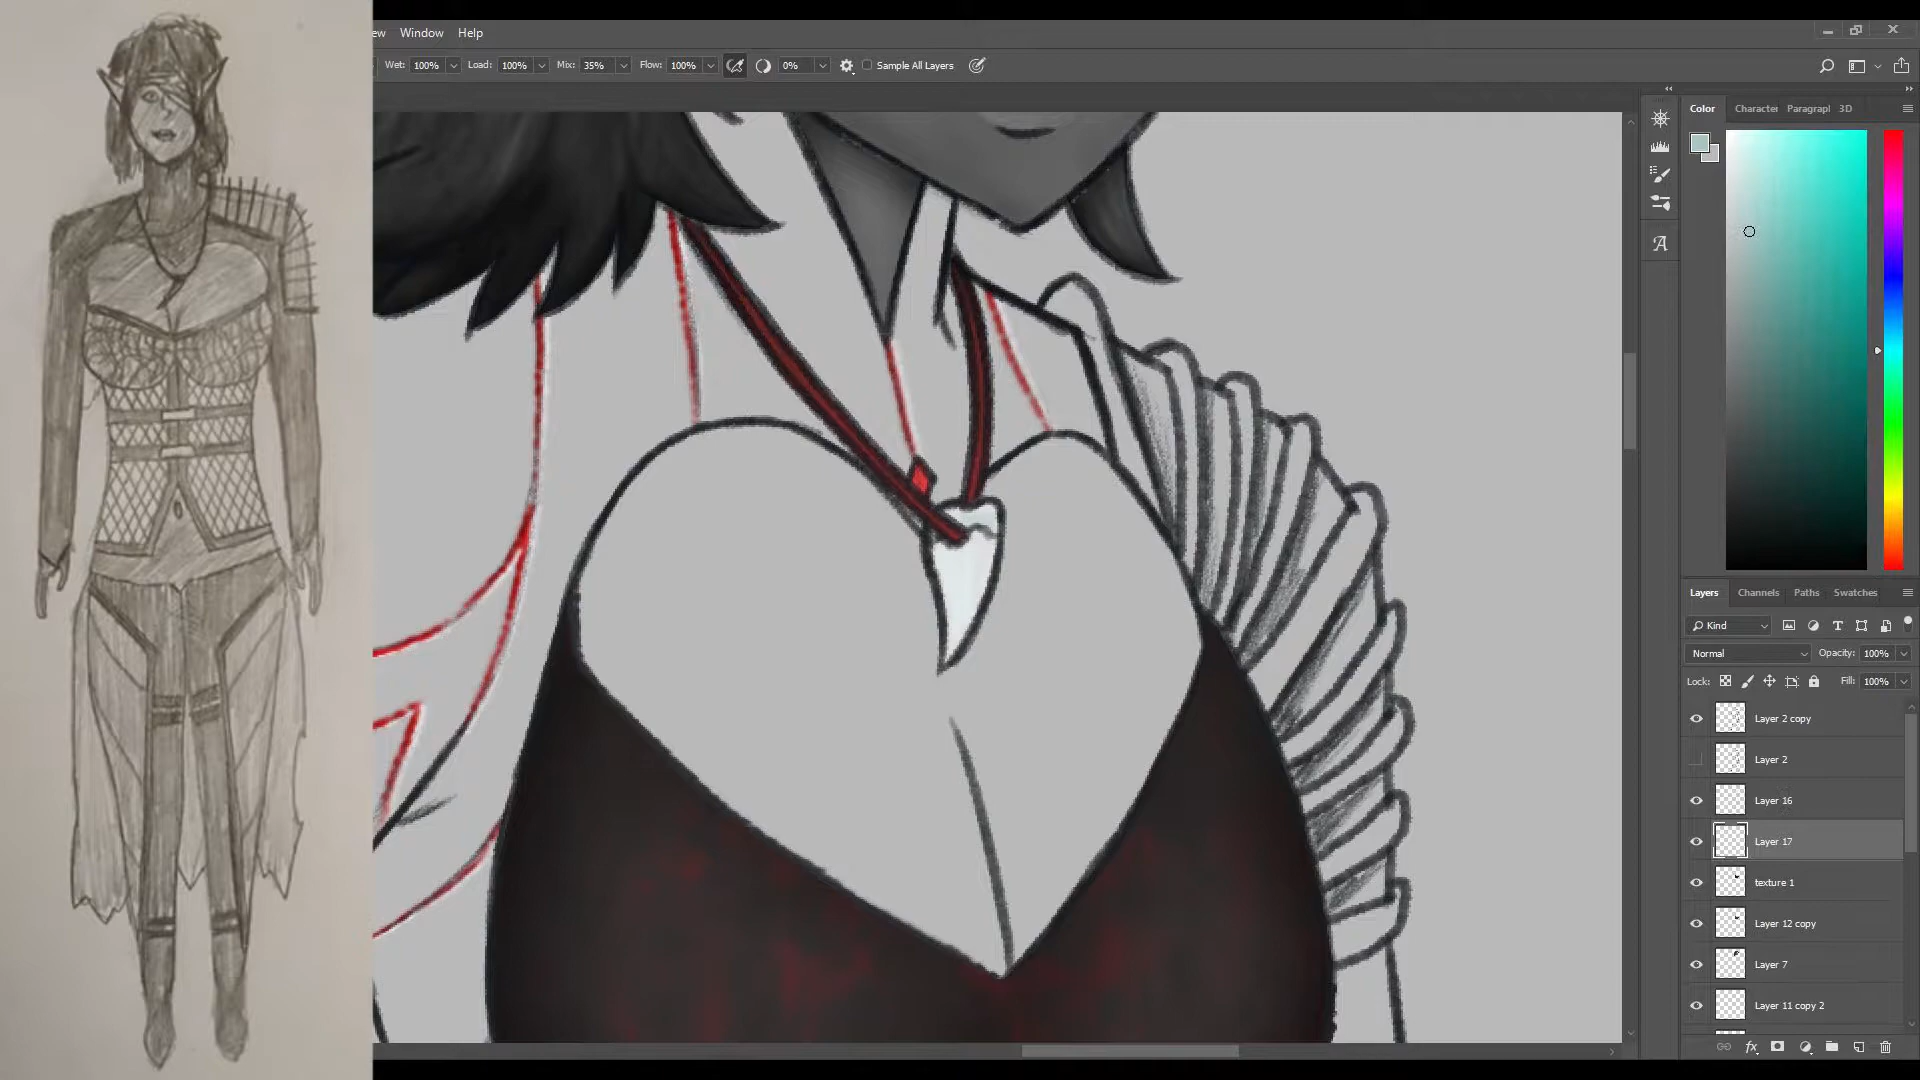 ew Window Help
Wet: 100% Load: 100% Mix: 35% Flow: 100% 0% Sample All Layers
Color Character Paragraph 3D
Layers Channels Paths Swatches
Kind
Normal Opacity: 100%
Lock: Fill: 100%
Layer 2 copy
Layer 2
Layer 16
Layer 17
texture 1
Layer 12 copy
Layer 7
Layer 11 copy 2
fx